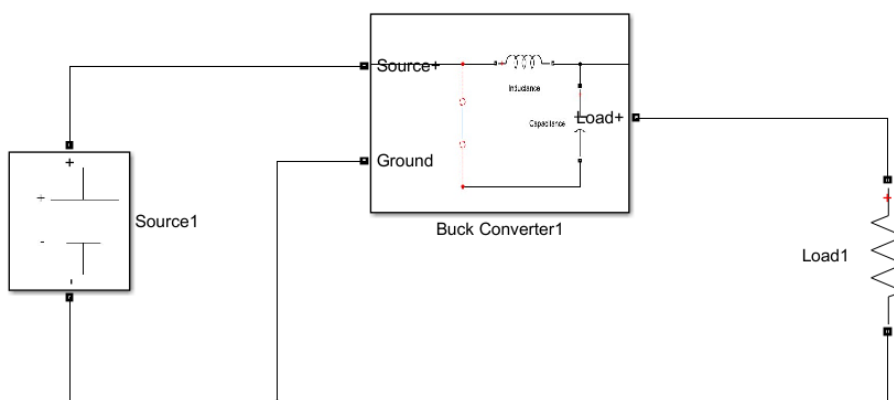 Source+
Inductance
Capacitance
Load+
Ground
Source1
Buck Converter1
Load1